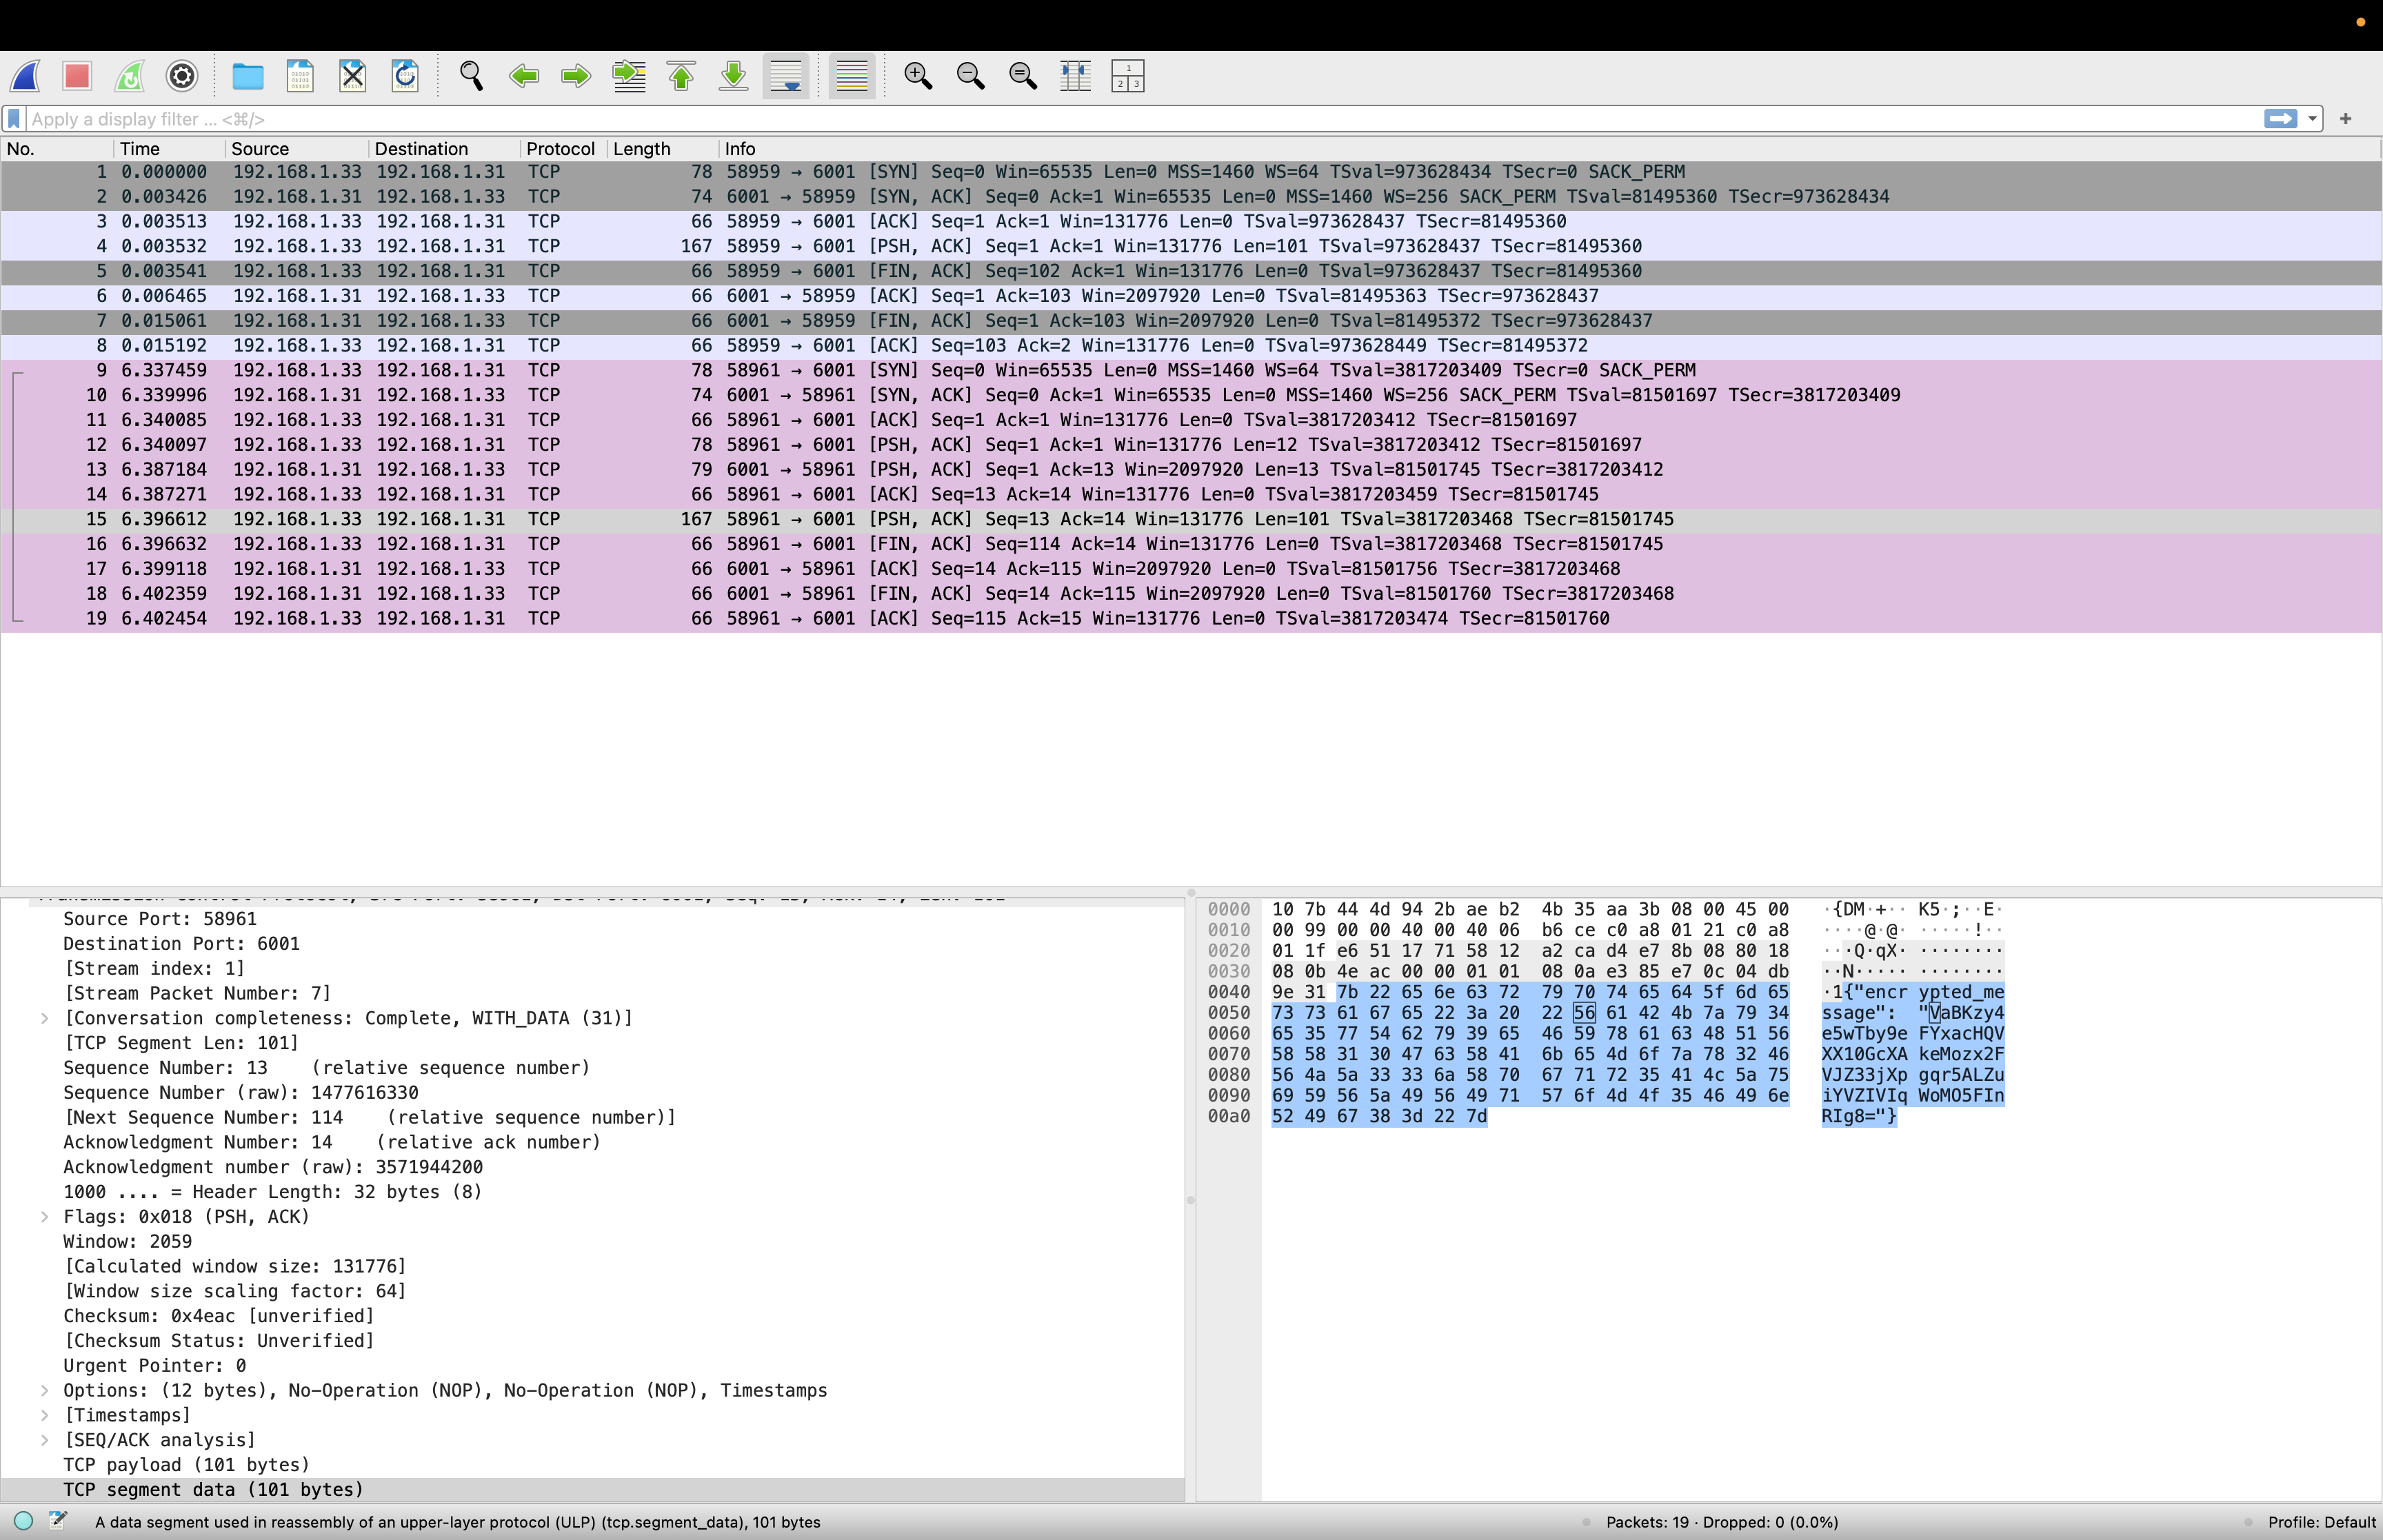 Apply a display filter ... <⌘/>
No. Time Source Destination Protocol Length Info
1 0.000000 192.168.1.33 192.168.1.31 TCP 78 58959 → 6001 [SYN] Seq=0 Win=65535 Len=0 MSS=1460 WS=64 TSval=973628434 TSecr=0 SACK_PERM
2 0.003426 192.168.1.31 192.168.1.33 TCP 74 6001 → 58959 [SYN, ACK] Seq=0 Ack=1 Win=65535 Len=0 MSS=1460 WS=256 SACK_PERM TSval=81495360 TSecr=973628434
3 0.003513 192.168.1.33 192.168.1.31 TCP 66 58959 → 6001 [ACK] Seq=1 Ack=1 Win=131776 Len=0 TSval=973628437 TSecr=81495360
4 0.003532 192.168.1.33 192.168.1.31 TCP 167 58959 → 6001 [PSH, ACK] Seq=1 Ack=1 Win=131776 Len=101 TSval=973628437 TSecr=81495360
5 0.003541 192.168.1.33 192.168.1.31 TCP 66 58959 → 6001 [FIN, ACK] Seq=102 Ack=1 Win=131776 Len=0 TSval=973628437 TSecr=81495360
6 0.006465 192.168.1.31 192.168.1.33 TCP 66 6001 → 58959 [ACK] Seq=1 Ack=103 Win=2097920 Len=0 TSval=81495363 TSecr=973628437
7 0.015061 192.168.1.31 192.168.1.33 TCP 66 6001 → 58959 [FIN, ACK] Seq=1 Ack=103 Win=2097920 Len=0 TSval=81495372 TSecr=973628437
8 0.015192 192.168.1.33 192.168.1.31 TCP 66 58959 → 6001 [ACK] Seq=103 Ack=2 Win=131776 Len=0 TSval=973628449 TSecr=81495372
9 6.337459 192.168.1.33 192.168.1.31 TCP 78 58961 → 6001 [SYN] Seq=0 Win=65535 Len=0 MSS=1460 WS=64 TSval=3817203409 TSecr=0 SACK_PERM
10 6.339996 192.168.1.31 192.168.1.33 TCP 74 6001 → 58961 [SYN, ACK] Seq=0 Ack=1 Win=65535 Len=0 MSS=1460 WS=256 SACK_PERM TSval=81501697 TSecr=3817203409
11 6.340085 192.168.1.33 192.168.1.31 TCP 66 58961 → 6001 [ACK] Seq=1 Ack=1 Win=131776 Len=0 TSval=3817203412 TSecr=81501697
12 6.340097 192.168.1.33 192.168.1.31 TCP 78 58961 → 6001 [PSH, ACK] Seq=1 Ack=1 Win=131776 Len=12 TSval=3817203412 TSecr=81501697
13 6.387184 192.168.1.31 192.168.1.33 TCP 79 6001 → 58961 [PSH, ACK] Seq=1 Ack=13 Win=2097920 Len=13 TSval=81501745 TSecr=3817203412
14 6.387271 192.168.1.33 192.168.1.31 TCP 66 58961 → 6001 [ACK] Seq=13 Ack=14 Win=131776 Len=0 TSval=3817203459 TSecr=81501745
15 6.396612 192.168.1.33 192.168.1.31 TCP 167 58961 → 6001 [PSH, ACK] Seq=13 Ack=14 Win=131776 Len=101 TSval=3817203468 TSecr=81501745
16 6.396632 192.168.1.33 192.168.1.31 TCP 66 58961 → 6001 [FIN, ACK] Seq=114 Ack=14 Win=131776 Len=0 TSval=3817203468 TSecr=81501745
17 6.399118 192.168.1.31 192.168.1.33 TCP 66 6001 → 58961 [ACK] Seq=14 Ack=115 Win=2097920 Len=0 TSval=81501756 TSecr=3817203468
18 6.402359 192.168.1.31 192.168.1.33 TCP 66 6001 → 58961 [FIN, ACK] Seq=14 Ack=115 Win=2097920 Len=0 TSval=81501760 TSecr=3817203468
19 6.402454 192.168.1.33 192.168.1.31 TCP 66 58961 → 6001 [ACK] Seq=115 Ack=15 Win=131776 Len=0 TSval=3817203474 TSecr=81501760
Source Port: 58961
Destination Port: 6001
[Stream index: 1]
[Stream Packet Number: 7]
[Conversation completeness: Complete, WITH_DATA (31)]
[TCP Segment Len: 101]
Sequence Number: 13    (relative sequence number)
Sequence Number (raw): 1477616330
[Next Sequence Number: 114    (relative sequence number)]
Acknowledgment Number: 14    (relative ack number)
Acknowledgment number (raw): 3571944200
1000 .... = Header Length: 32 bytes (8)
Flags: 0x018 (PSH, ACK)
Window: 2059
[Calculated window size: 131776]
[Window size scaling factor: 64]
Checksum: 0x4eac [unverified]
[Checksum Status: Unverified]
Urgent Pointer: 0
Options: (12 bytes), No-Operation (NOP), No-Operation (NOP), Timestamps
[Timestamps]
[SEQ/ACK analysis]
TCP payload (101 bytes)
TCP segment data (101 bytes)
0000 10 7b 44 4d 94 2b ae b2 4b 35 aa 3b 08 00 45 00 ·{DM·+·· K5·;··E·
0010 00 99 00 00 40 00 40 06 b6 ce c0 a8 01 21 c0 a8 ····@·@· ·····!··
0020 01 1f e6 51 17 71 58 12 a2 ca d4 e7 8b 08 80 18 ···Q·qX· ········
0030 08 0b 4e ac 00 00 01 01 08 0a e3 85 e7 0c 04 db ··N····· ········
0040 9e 31 7b 22 65 6e 63 72 79 70 74 65 64 5f 6d 65 ·1{"encr ypted_me
0050 73 73 61 67 65 22 3a 20 22 56 61 42 4b 7a 79 34 ssage": "VaBKzy4
0060 65 35 77 54 62 79 39 65 46 59 78 61 63 48 51 56 e5wTby9e FYxacHQV
0070 58 58 31 30 47 63 58 41 6b 65 4d 6f 7a 78 32 46 XX10GcXA keMozx2F
0080 56 4a 5a 33 33 6a 58 70 67 71 72 35 41 4c 5a 75 VJZ33jXp gqr5ALZu
0090 69 59 56 5a 49 56 49 71 57 6f 4d 4f 35 46 49 6e iYVZIVIq WoMO5FIn
00a0 52 49 67 38 3d 22 7d RIg8="}
A data segment used in reassembly of an upper-layer protocol (ULP) (tcp.segment_data), 101 bytes
Packets: 19 · Dropped: 0 (0.0%)
Profile: Default